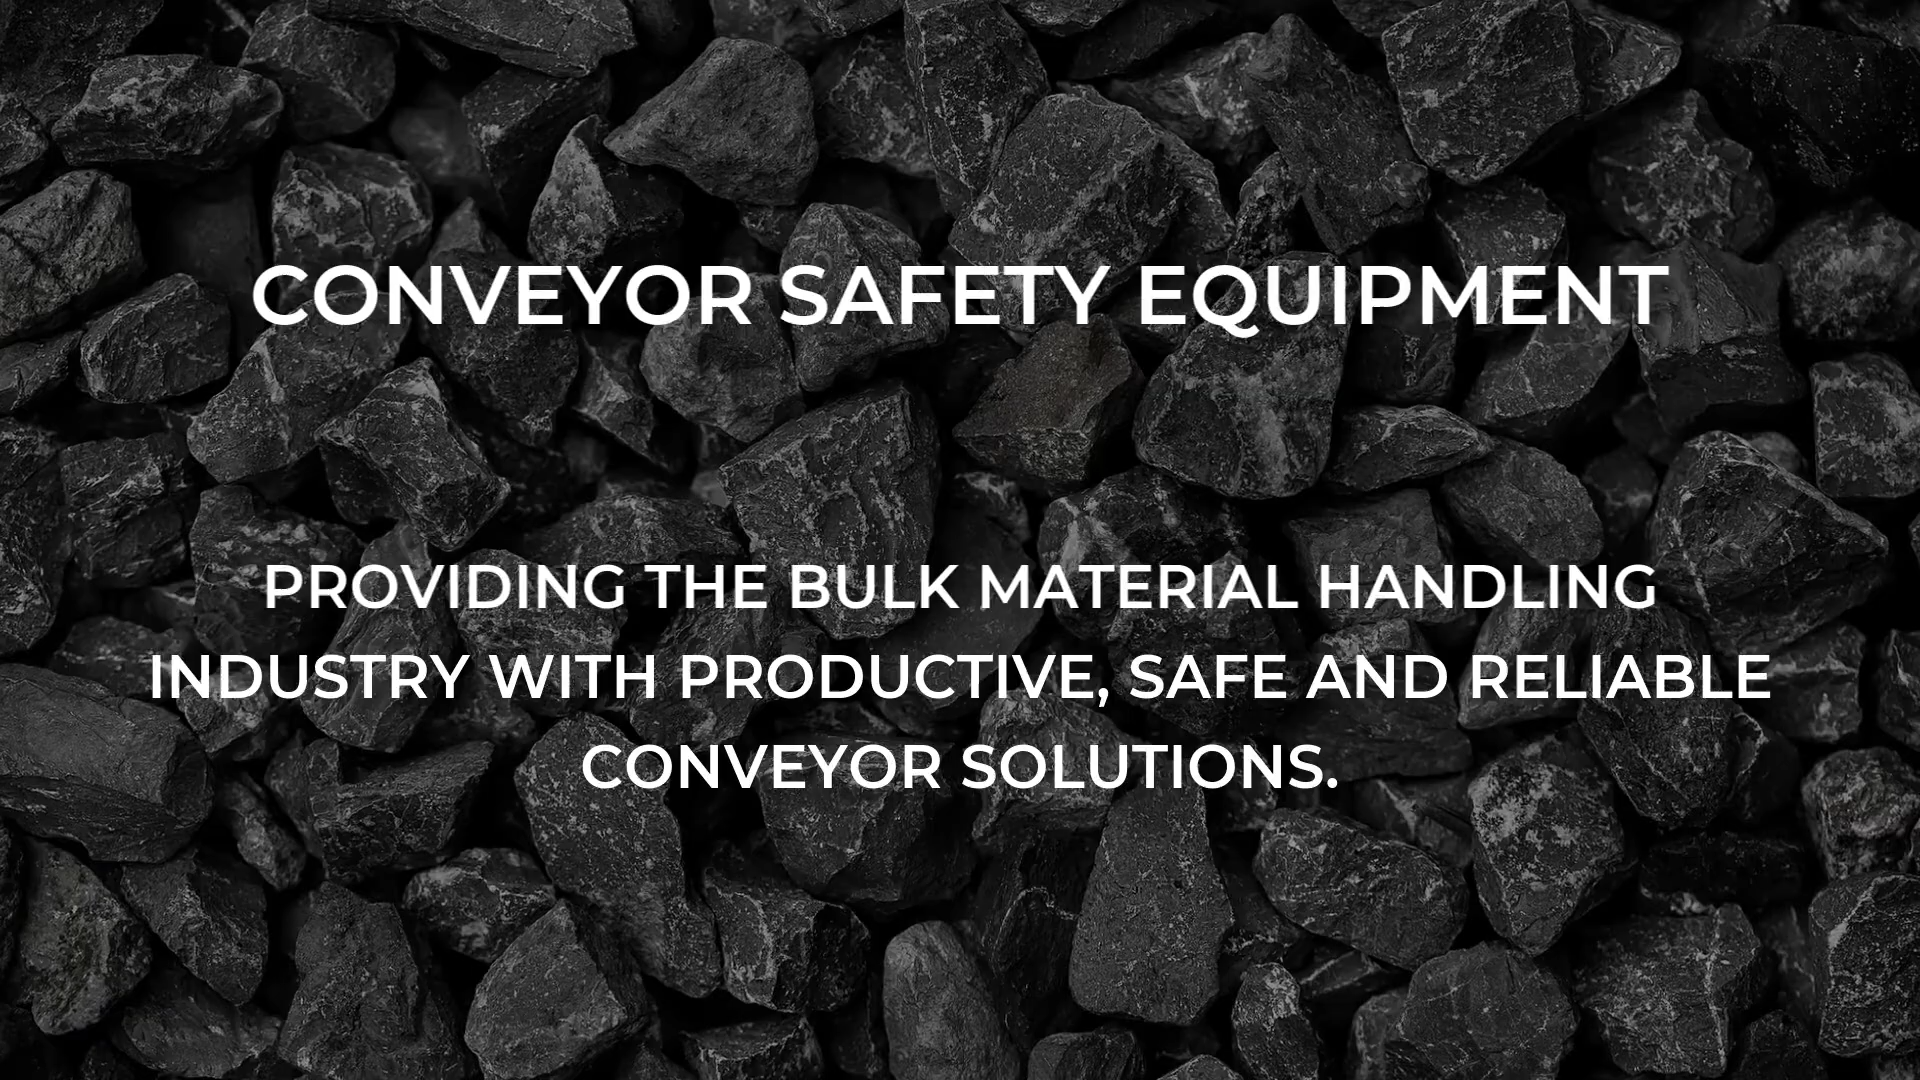 CONVEYOR SAFETY EQUIPMENT
PROVIDING THE BULK MATERIAL HANDLING
INDUSTRY WITH PRODUCTIVE, SAFE AND RELIABLE
CONVEYOR SOLUTIONS.